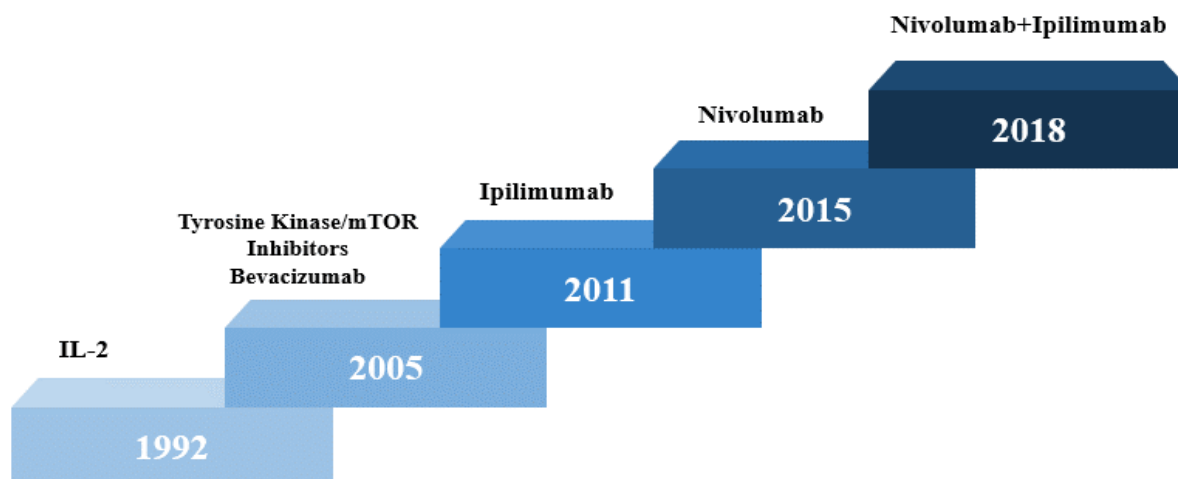 IL-2
1992
Tyrosine Kinase/mTOR
Inhibitors
Bevacizumab
2005
Ipilimumab
2011
Nivolumab
2015
Nivolumab+Ipilimumab
2018